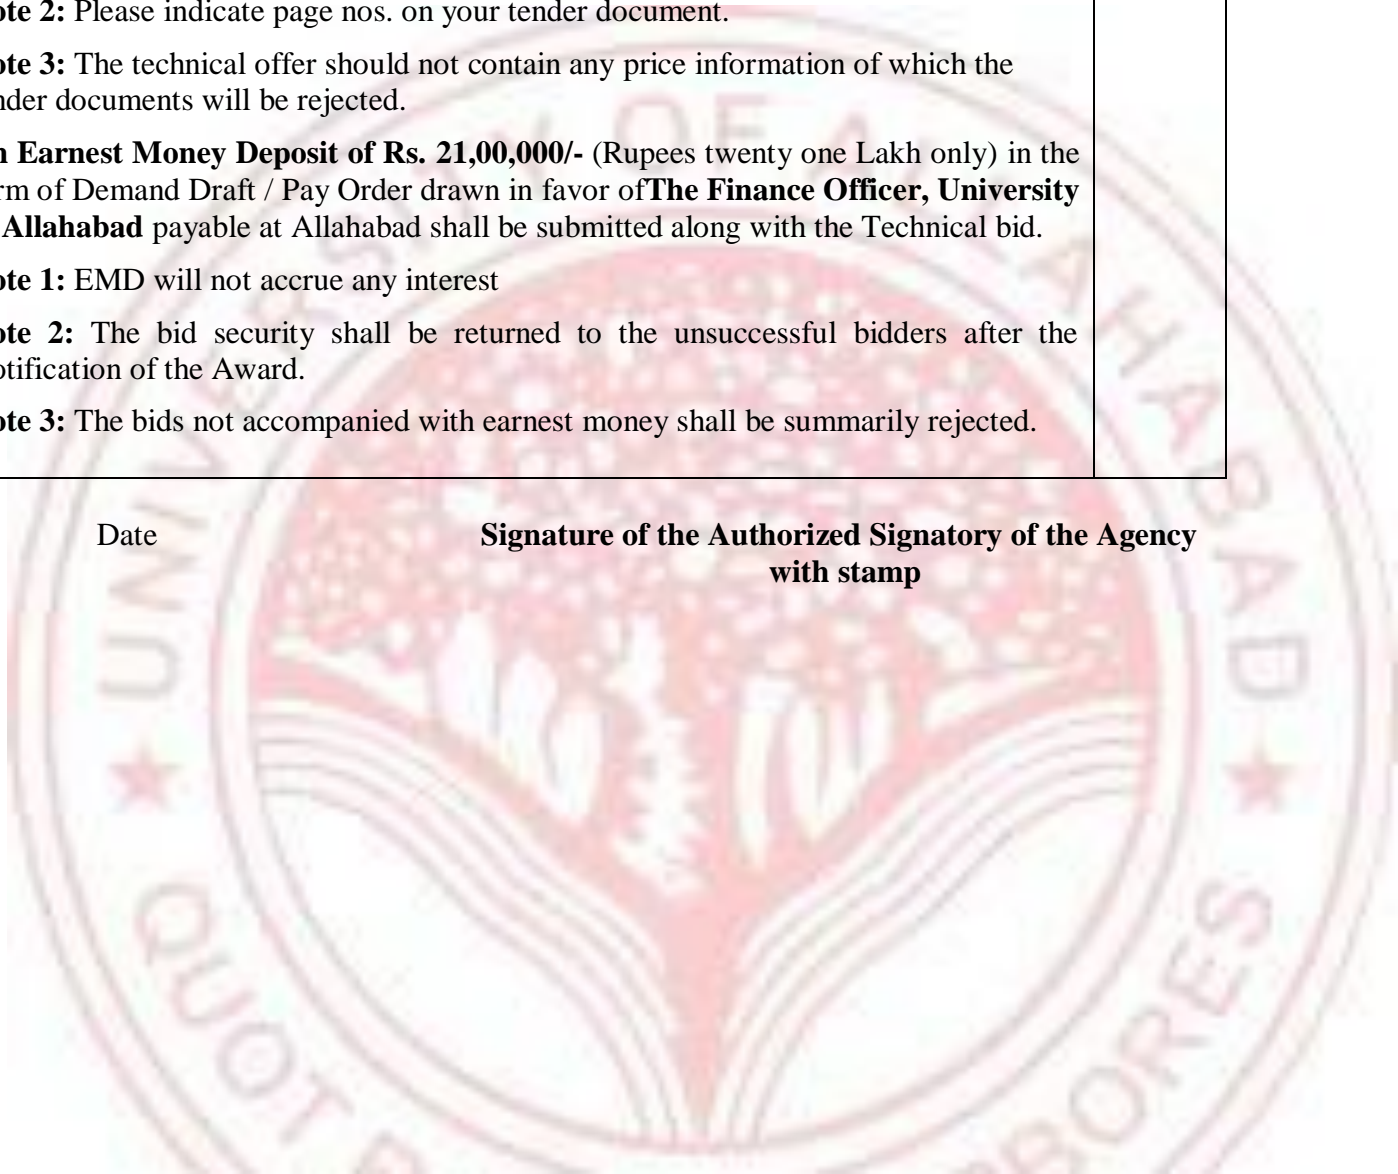 ote 2: Please indicate page nos. on your tender document.
ote 3: The technical offer should not contain any price information of which the
nder documents will be rejected.
n Earnest Money Deposit of Rs. 21,00,000/- (Rupees twenty one Lakh only) in the
rm of Demand Draft / Pay Order drawn in favor ofThe Finance Officer, University
Allahabad payable at Allahabad shall be submitted along with the Technical bid.
ote 1: EMD will not accrue any interest
ote 2: The bid security shall be returned to the unsuccessful bidders after the
otification of the Award.
ote 3: The bids not accompanied with earnest money shall be summarily rejected.
Date Signature of the Authorized Signatory of the Agency
with stamp
UNIVERSITY OF ALLAHABAD
QUOT